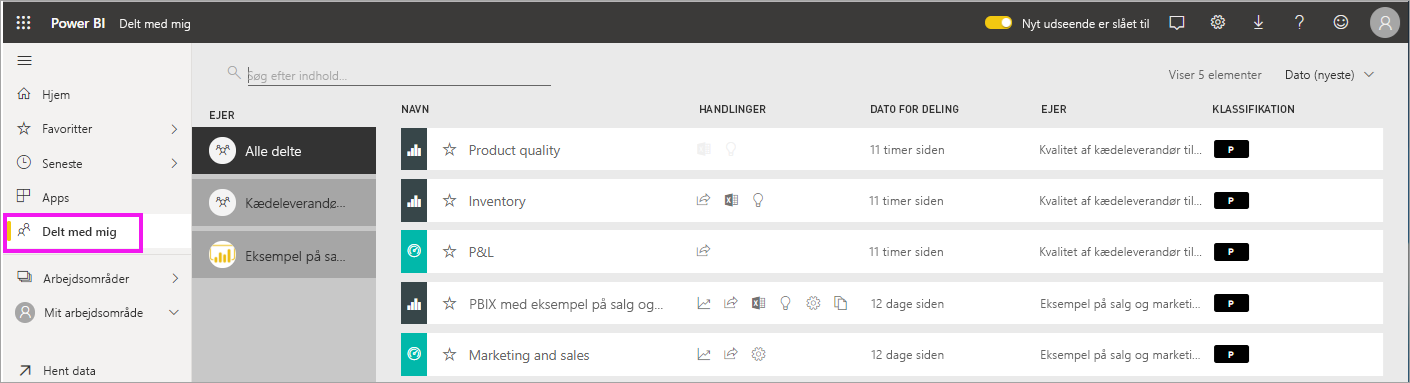 Power BI Delt med mig Nyt udseende er slået til
Søg efter indhold... Viser 5 elementer Dato (nyeste)
Hjem
Favoritter
Seneste
Apps
Delt med mig
Arbejdsområder
Mit arbejdsområde
Hent data
EJER
Alle delte
Kædeleverandø...
Eksempel på sa...
NAVN HANDLINGER DATO FOR DELING EJER KLASSIFIKATION
Product quality 11 timer siden Kvalitet af kædeleverandør til... P
Inventory 11 timer siden Kvalitet af kædeleverandør til... P
P&L 11 timer siden Kvalitet af kædeleverandør til... P
PBIX med eksempel på salg og... 12 dage siden Eksempel på salg og marketi... P
Marketing and sales 12 dage siden Eksempel på salg og marketi... P